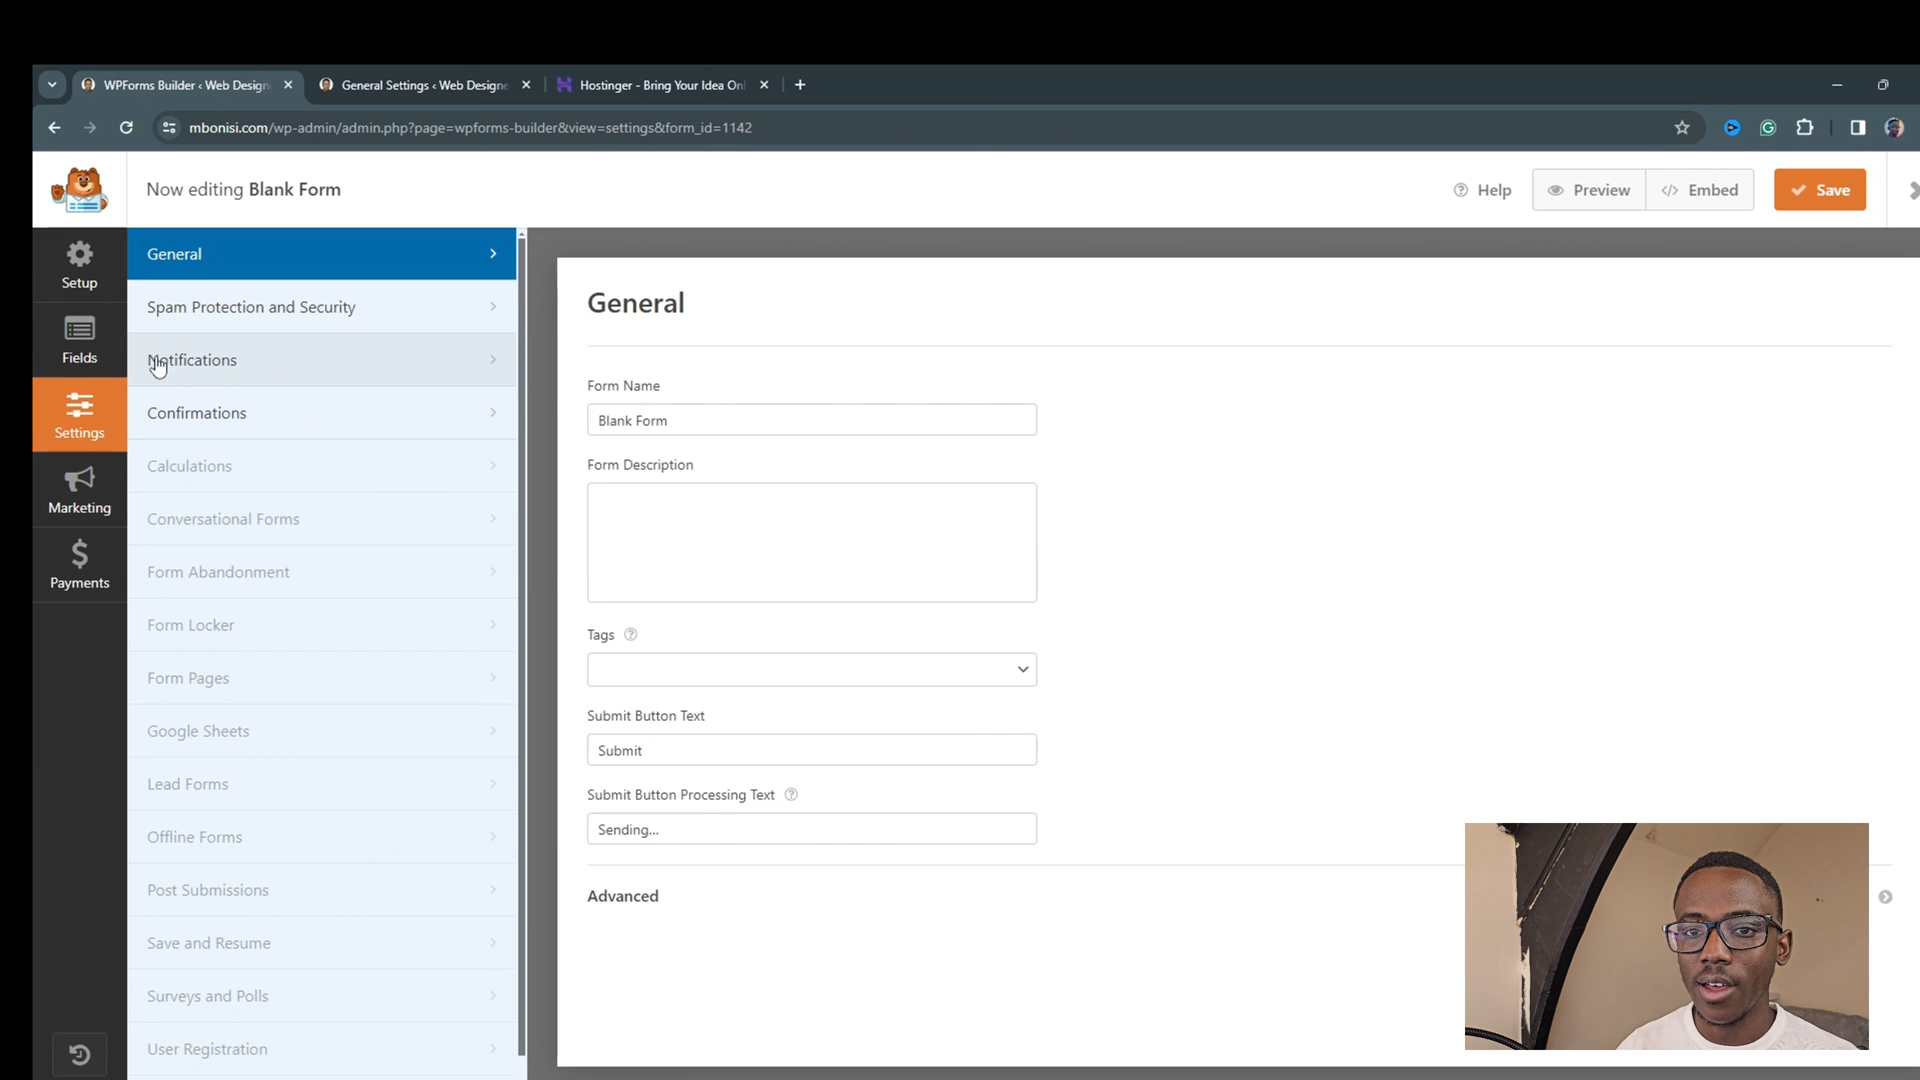 WPForms Builder ‹ Web Design
General Settings ‹ Web Designe
Hostinger - Bring Your Idea Onl
mbonisi.com/wp-admin/admin.php?page=wpforms-builder&view=settings&form_id=1142
Now editing Blank Form
Help
Preview
</> Embed
Save
Setup
Fields
Settings
Marketing
$
Payments
General
Spam Protection and Security
Notifications
Confirmations
Calculations
Conversational Forms
Form Abandonment
Form Locker
Form Pages
Google Sheets
Lead Forms
Offline Forms
Post Submissions
Save and Resume
Surveys and Polls
User Registration
General
Form Name
Blank Form
Form Description
Tags
Submit Button Text
Submit
Submit Button Processing Text
Sending...
Advanced